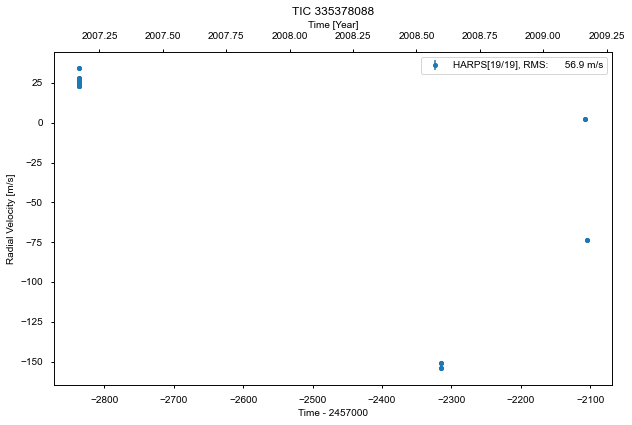 TIC 335378088
Time [Year]
2007.25 2007.50 2007.75 2008.00 2008.25 2008.50 2008.75 2009.00 2009.25
HARPS[19/19], RMS: 56.9 m/s
25
0
−25
−50
−75
−100
−125
−150
Radial Velocity [m/s]
−2800 −2700 −2600 −2500 −2400 −2300 −2200 −2100
Time - 2457000